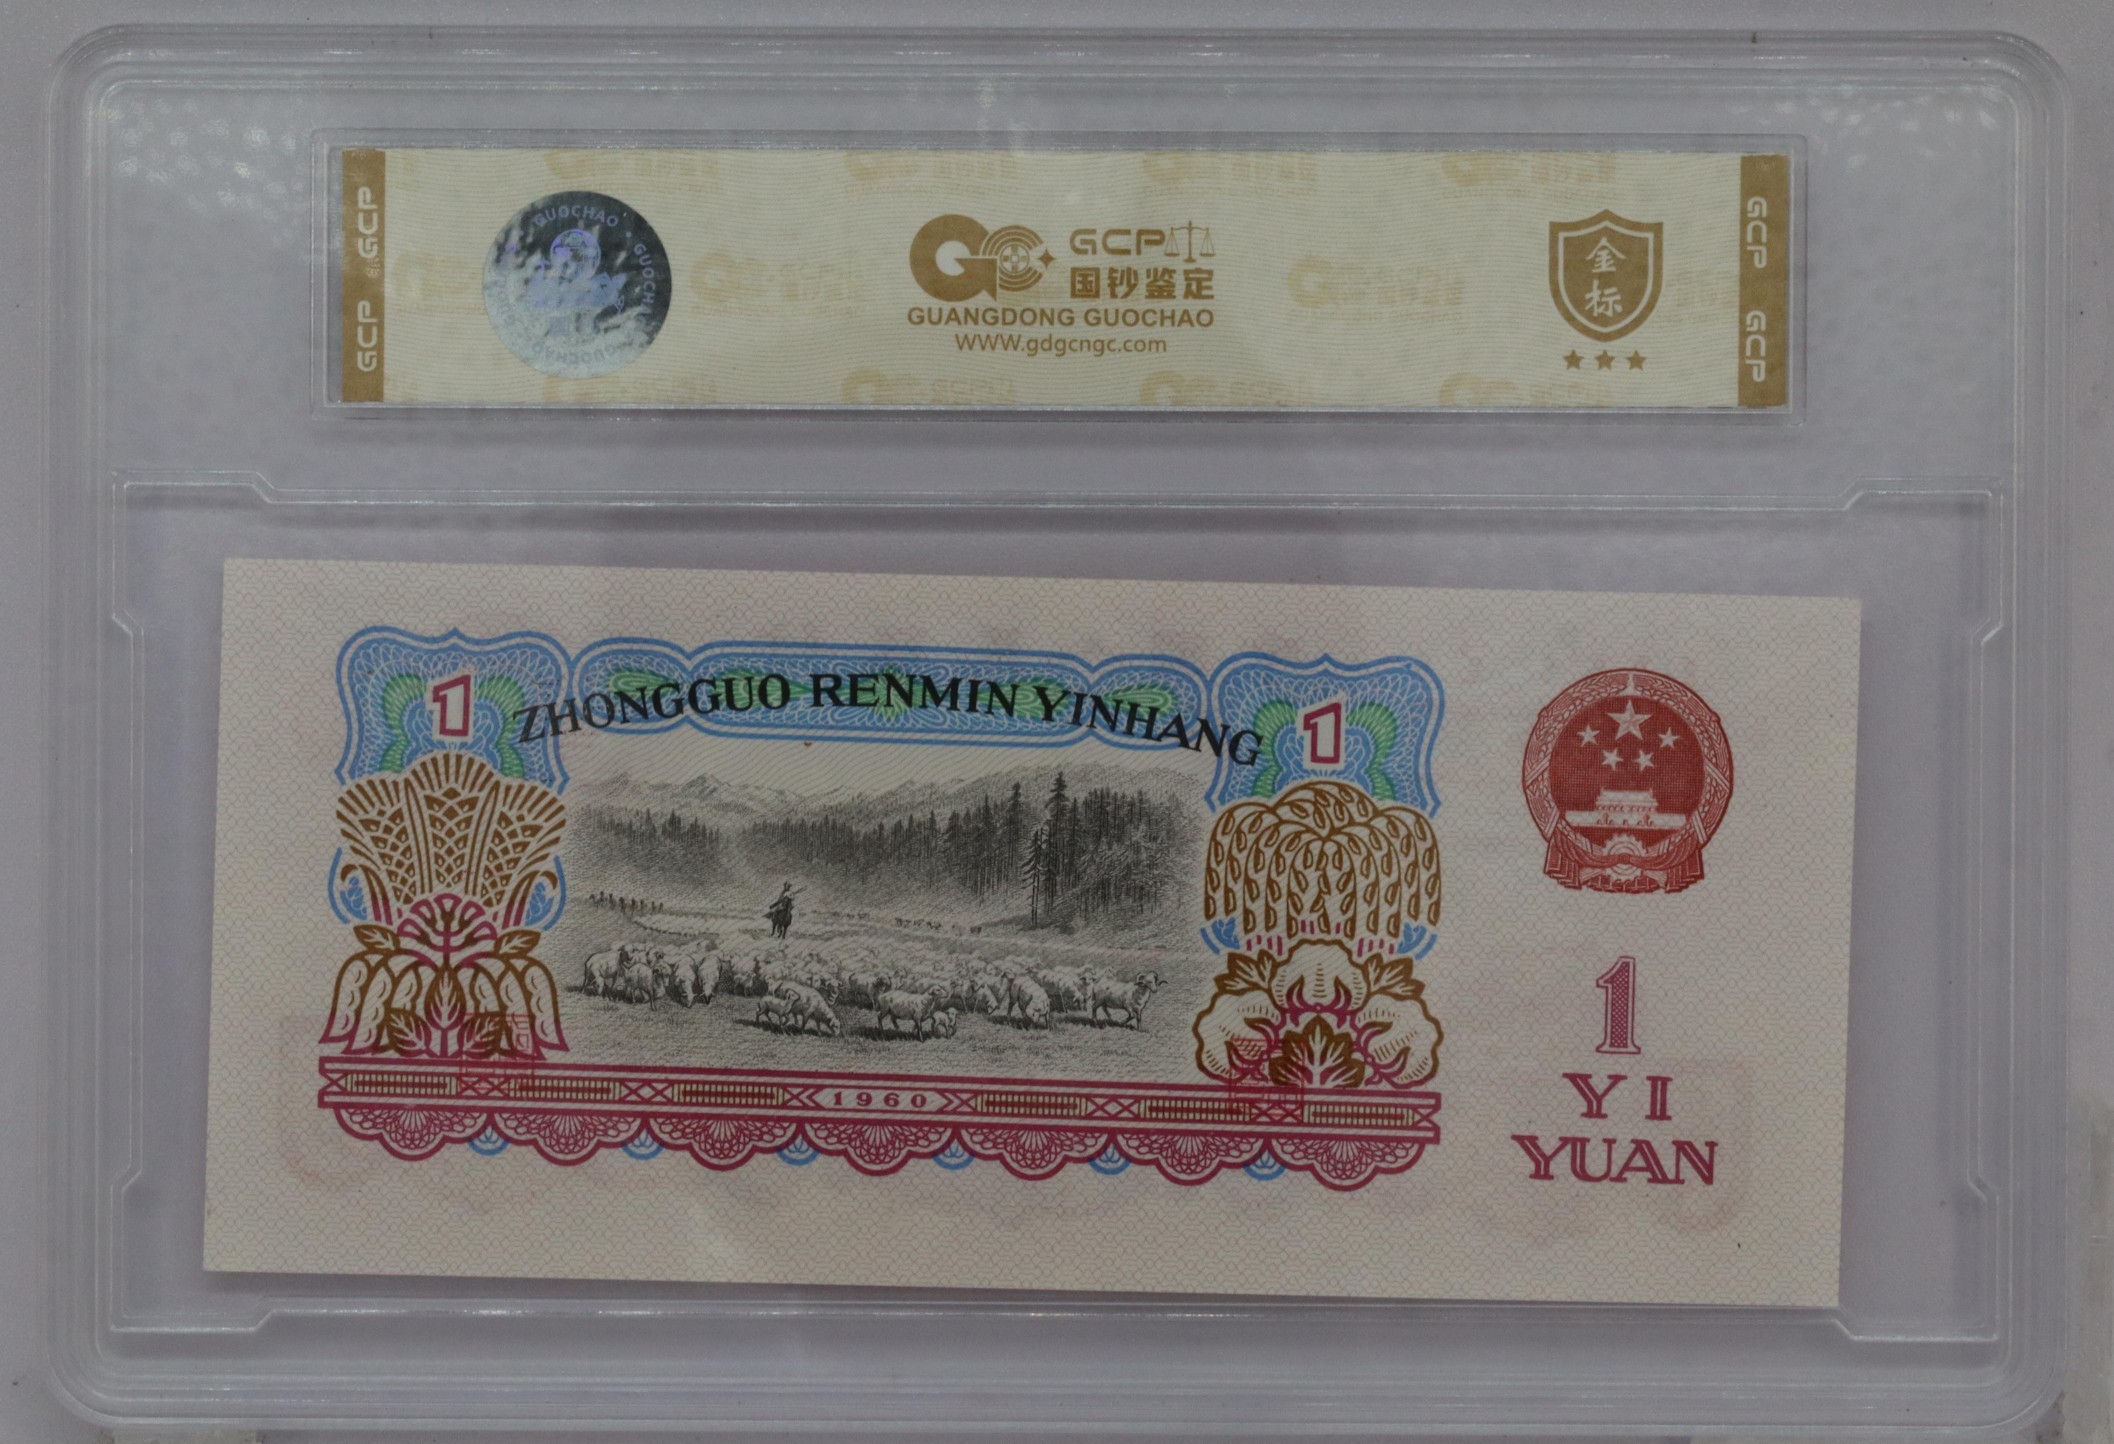 GCP GCP
GUOCHAO · GUOCHAO
GCP
国钞鉴定
GUANGDONG GUOCHAO
WWW.gdgcngc.com
金
标
GCP GCP
1
ZHONGGUO RENMIN YINHANG
1
1960
1
YI
YUAN